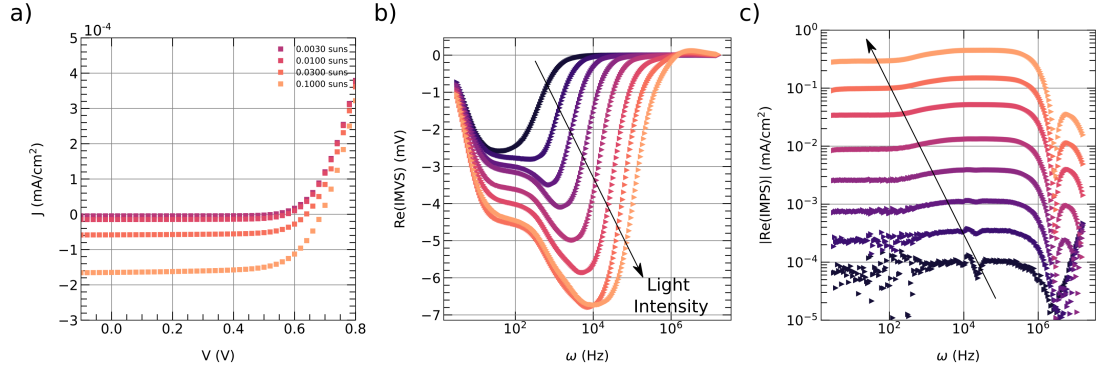 a)
5
4
3
2
1
0
−1
−2
−3
×10⁻⁴
0.0
0.2
0.4
0.6
0.8
V (V)
J (mA/cm²)
0.0030 suns
0.0100 suns
0.0300 suns
0.1000 suns
b)
0
−1
−2
−3
−4
−5
−6
−7
10²
10⁴
10⁶
ω (Hz)
Re(IMVS) (mV)
Light
Intensity
c)
10⁰
10⁻¹
10⁻²
10⁻³
10⁻⁴
10⁻⁵
10²
10⁴
10⁶
ω (Hz)
|Re(IMPS)| (mA/cm²)